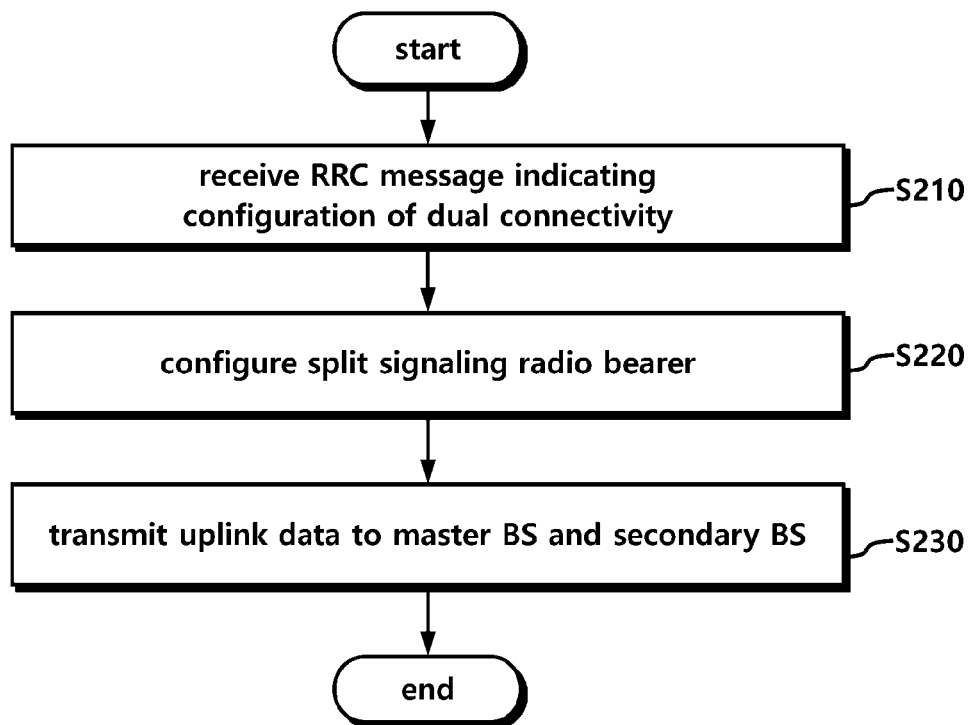 start
receive RRC message indicating
configuration of dual connectivity
S210
configure split signaling radio bearer
S220
transmit uplink data to master BS and secondary BS
S230
end